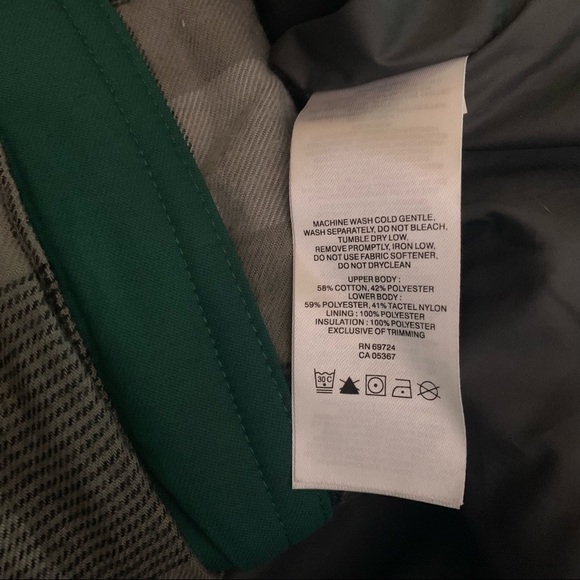 MACHINE WASH COLD GENTLE,
WASH SEPARATELY, DO NOT BLEACH.
TUMBLE DRY LOW,
REMOVE PROMPTLY, IRON LOW,
DO NOT USE FABRIC SOFTENER,
DO NOT DRYCLEAN
UPPER BODY :
58% COTTON, 42% POLYESTER
LOWER BODY :
59% POLYESTER, 41% TACTEL NYLON
LINING : 100% POLYESTER
INSULATION : 100% POLYESTER
EXCLUSIVE OF TRIMMING
RN 69724
CA 05367
30 C